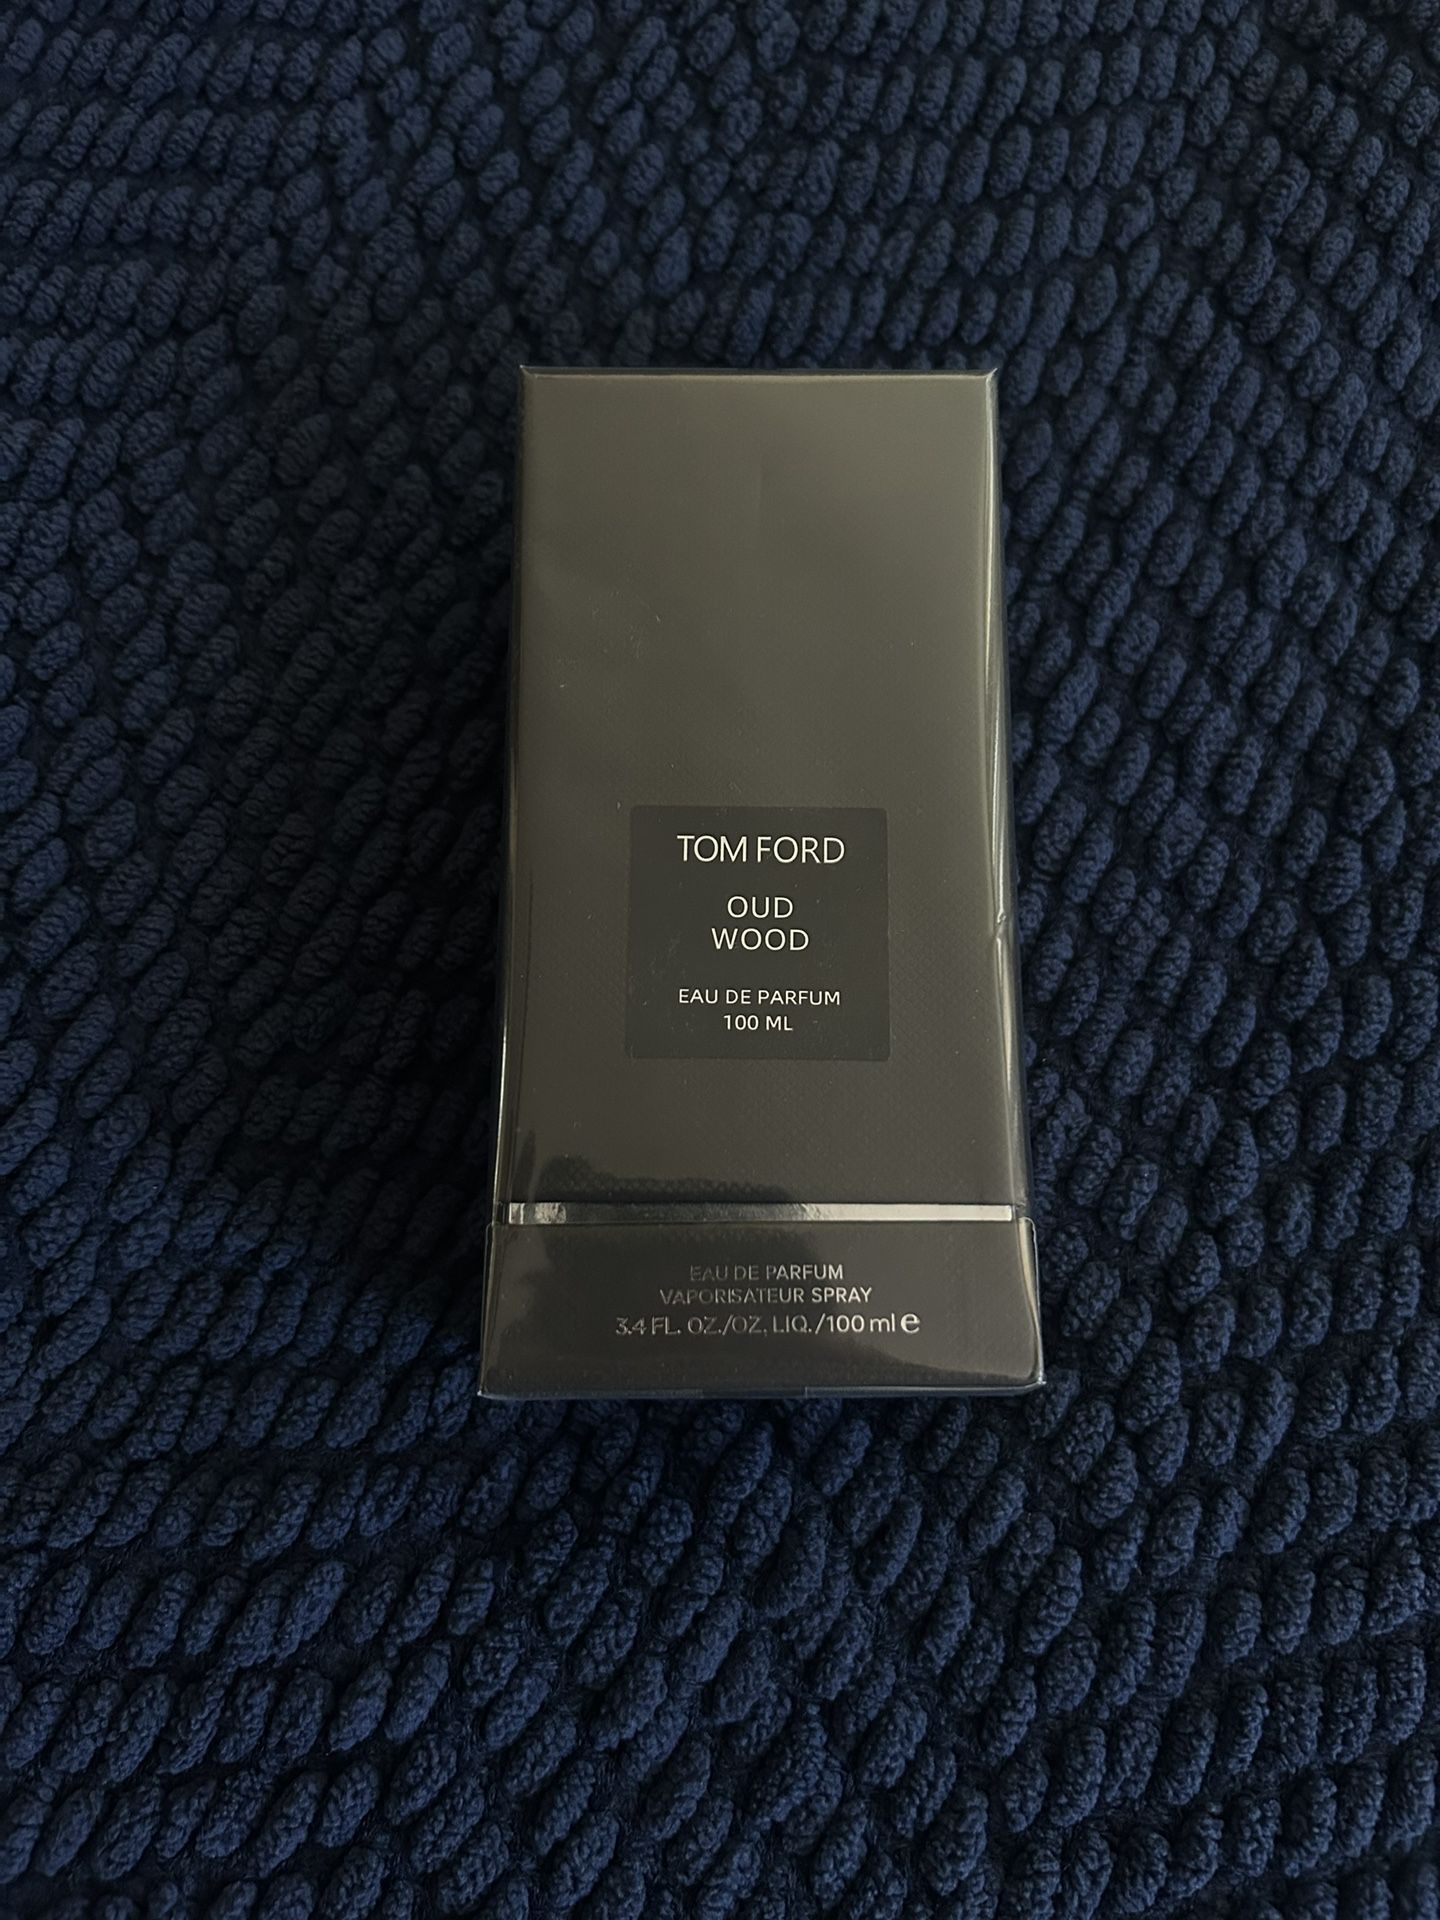 TOM FORD
OUD
WOOD
EAU DE PARFUM
100 ML
EAU DE PARFUM
VAPORISATEUR SPRAY
3.4 FL. OZ./OZ. LIQ./100 ml ℮